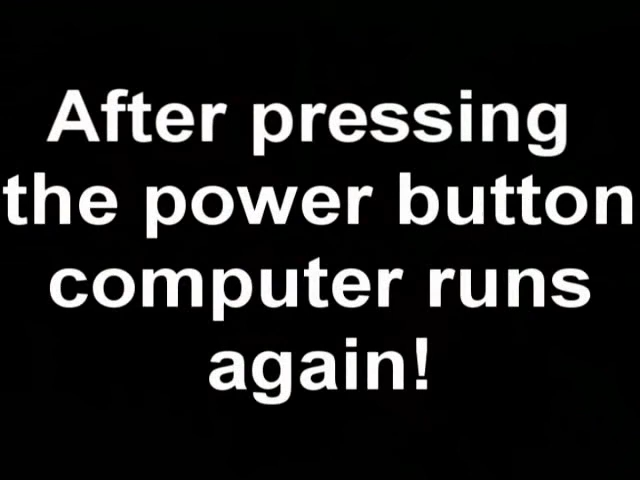 After pressing
the power button
computer runs
again!